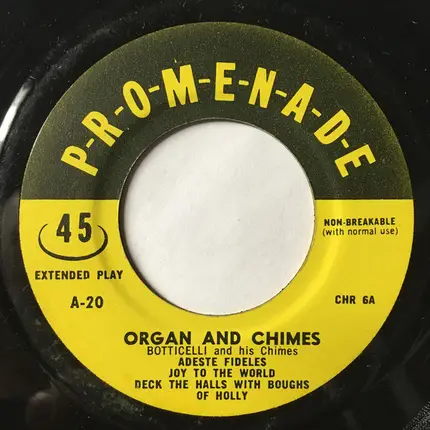 P-R-O-M-E-N-A-D-E
45
EXTENDED PLAY
A-20
NON-BREAKABLE
(with normal use)
CHR 6A
ORGAN AND CHIMES
BOTTICELLI and his Chimes
ADESTE FIDELES
JOY TO THE WORLD
DECK THE HALLS WITH BOUGHS
OF HOLLY